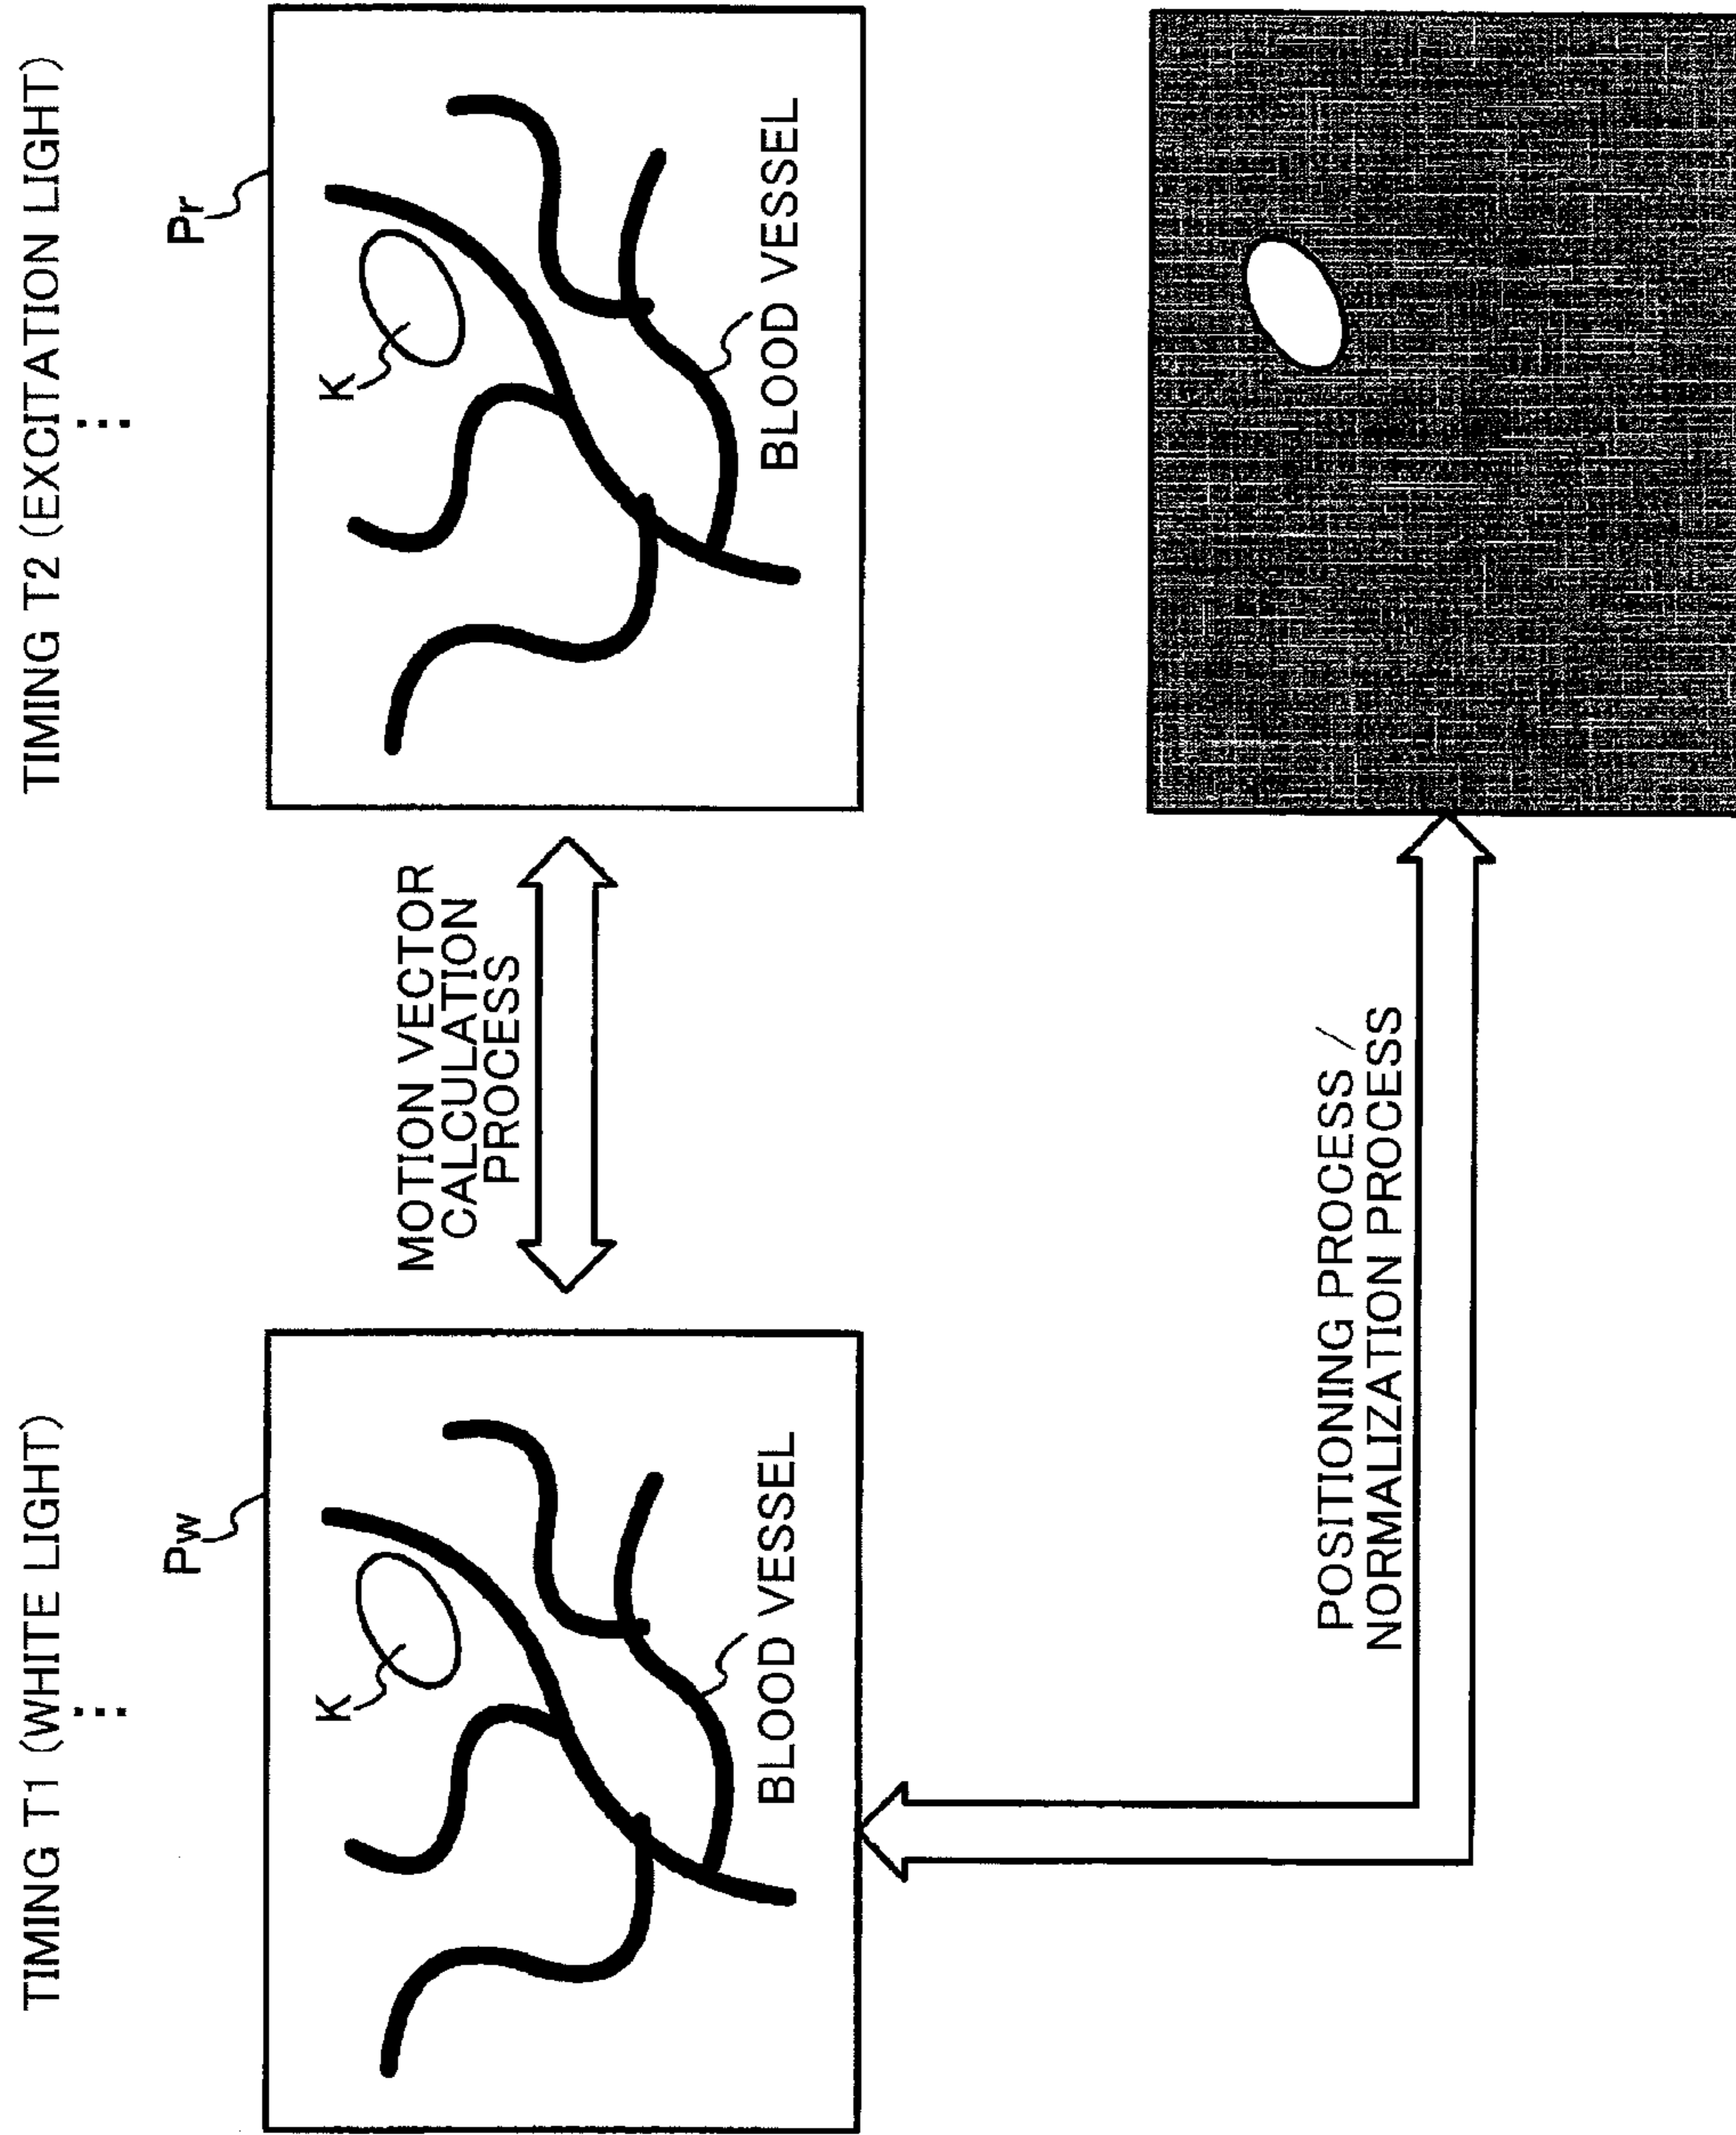 TIMING T1 (WHITE LIGHT)
⋮
Pw
K
BLOOD VESSEL
MOTION VECTOR
CALCULATION
PROCESS
TIMING T2 (EXCITATION LIGHT)
⋮
Pr
K
BLOOD VESSEL
POSITIONING PROCESS /
NORMALIZATION PROCESS